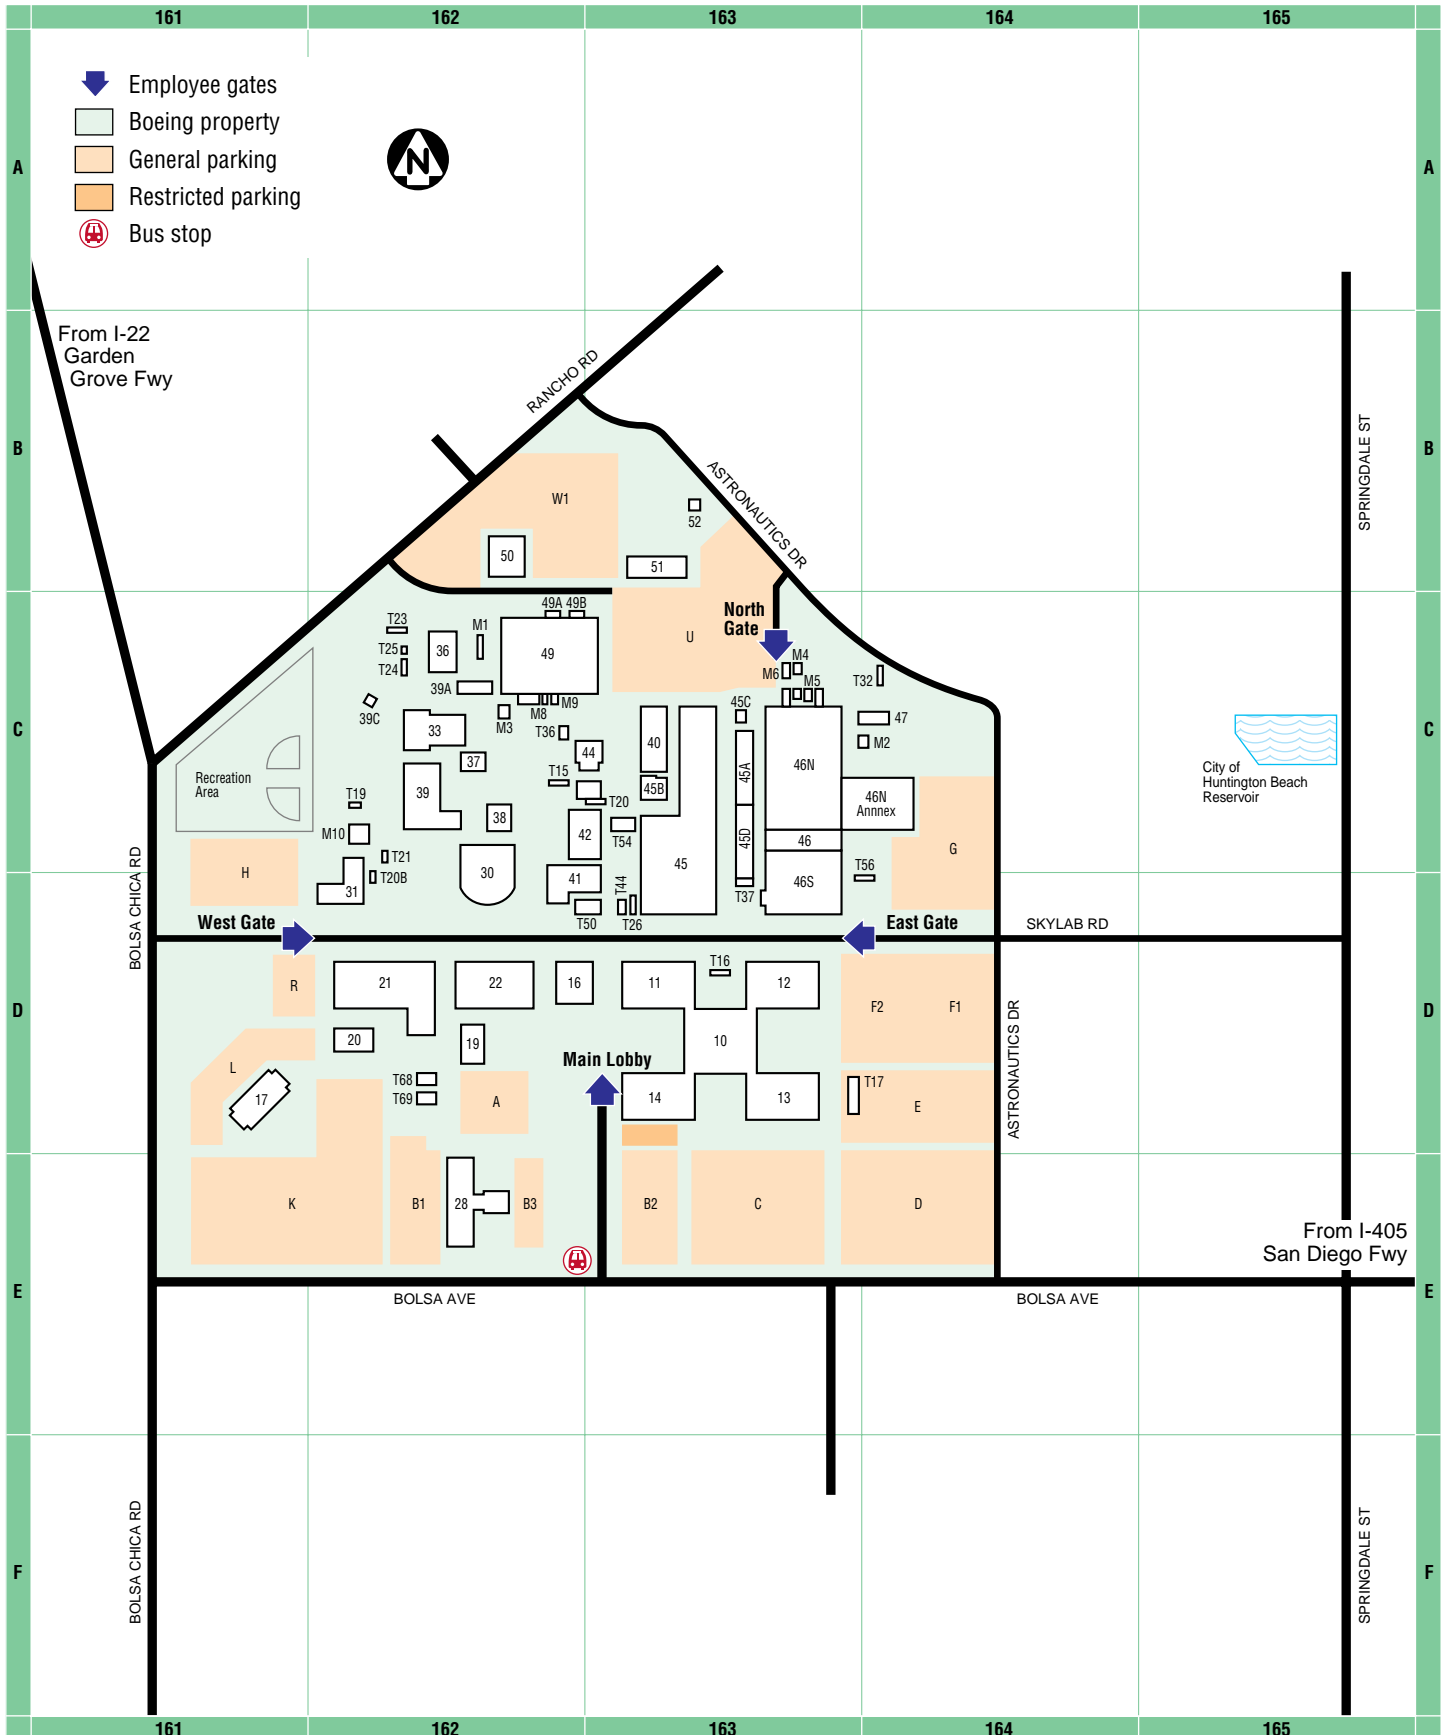 161 162 163 164 165
Employee gates
Boeing property
General parking
Restricted parking
Bus stop
N
A A
From I-22
Garden
Grove Fwy
RANCHO RD
B B
ASTRONAUTICS DR
SPRINGDALE ST
W1
52
50
51
49A 49B
North
Gate
T23
M1
U
36
49
T25
T24
M4
M6
T32
39A
M5
M8
M9
45C
39C
M3
47
33
T36
40
M2
C C
44
37
45A
46N
City of
Huntington Beach
Reservoir
Recreation
Area
T15
39
45B
46N
Annnex
T19
T20
38
M10
42
T54
45D
46
G
T21
45
H
30
T56
T20B
41
T44
46S
31
T37
T50
T26
BOLSA CHICA RD
West Gate
East Gate
SKYLAB RD
R
21
22
16
11
T16
12
F2
F1
D D
20
19
10
ASTRONAUTICS DR
Main Lobby
L
T68
T69
17
A
14
13
T17
E
K
B1
28
B3
B2
C
D
From I-405
San Diego Fwy
E E
BOLSA AVE
BOLSA AVE
BOLSA CHICA RD
SPRINGDALE ST
F F
161 162 163 164 165